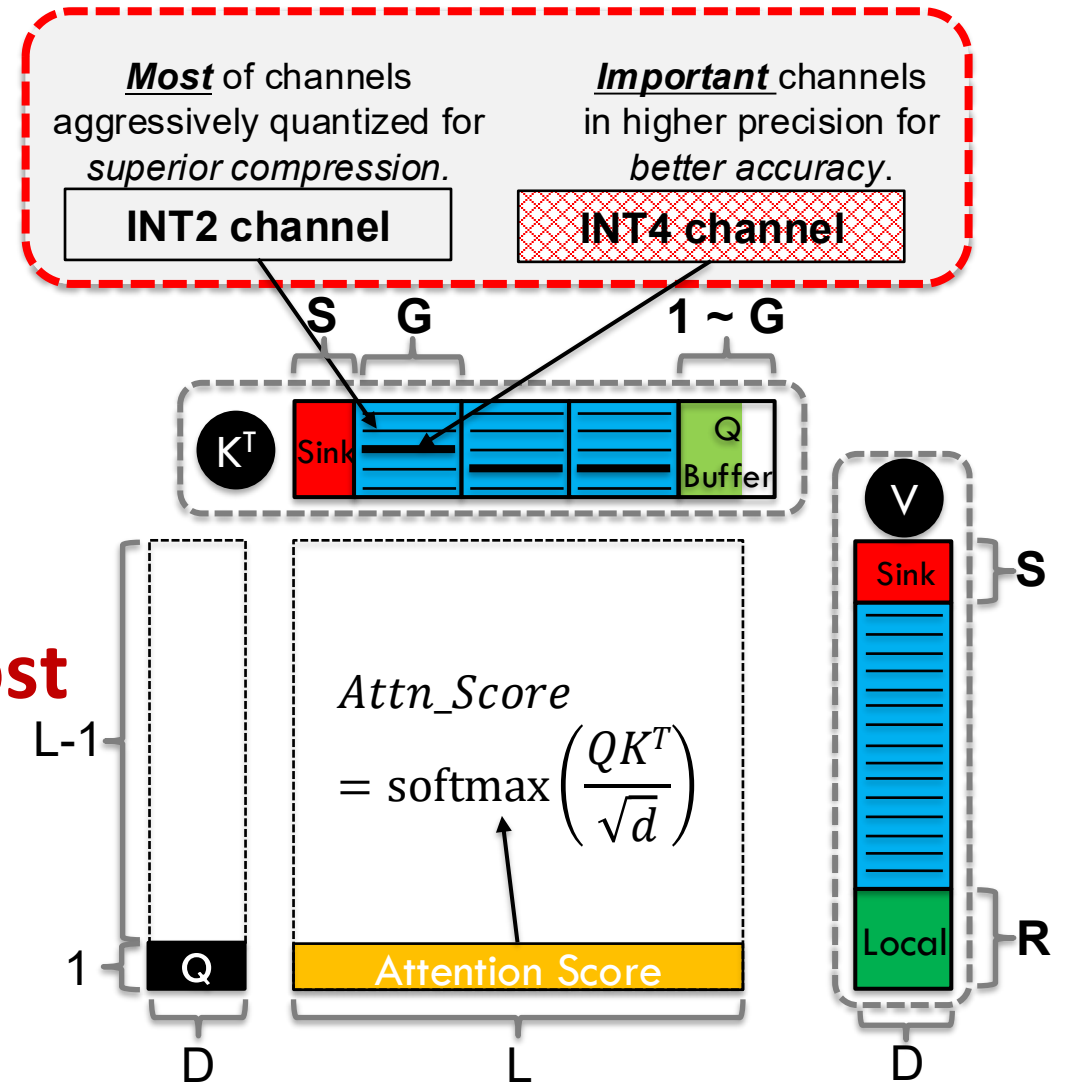 Most of channels
aggressively quantized for
superior compression.
INT2 channel
Important channels
in higher precision for
better accuracy.
INT4 channel
S
G
1 ~ G
K^T
Sink
Q
Buffer
V
Sink
S
ost
L-1
Attn_Score
= softmax(QK^T/√d)
Local
R
1
Q
Attention Score
D
L
D